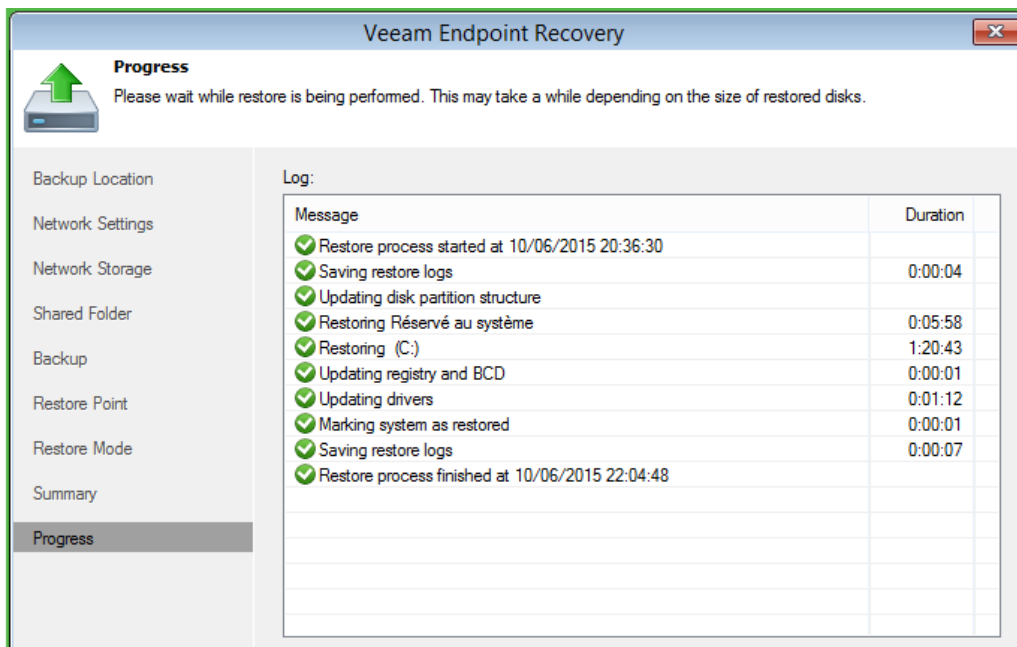 Veeam Endpoint Recovery
Progress
Please wait while restore is being performed. This may take a while depending on the size of restored disks.
Backup Location
Network Settings
Network Storage
Shared Folder
Backup
Restore Point
Restore Mode
Summary
Progress
Log:
Message Duration
Restore process started at 10/06/2015 20:36:30
Saving restore logs 0:00:04
Updating disk partition structure
Restoring Réservé au système 0:05:58
Restoring (C:) 1:20:43
Updating registry and BCD 0:00:01
Updating drivers 0:01:12
Marking system as restored 0:00:01
Saving restore logs 0:00:07
Restore process finished at 10/06/2015 22:04:48